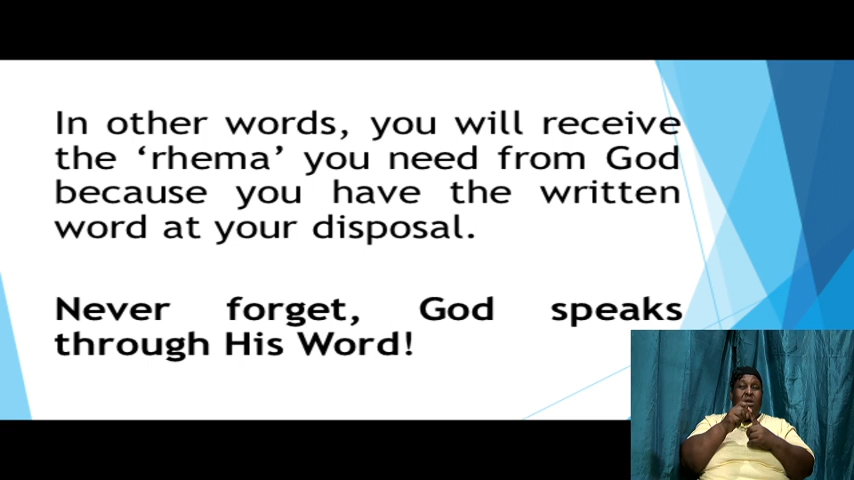 In other words, you will receive
the ‘rhema’ you need from God
because you have the written
word at your disposal.
Never forget, God speaks
through His Word!